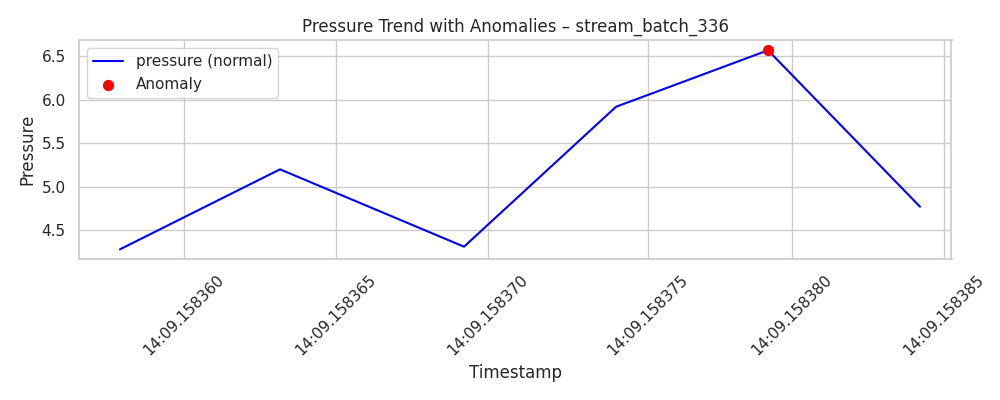 Pressure Trend with Anomalies – stream_batch_336
pressure (normal)
Anomaly
Pressure
6.5
6.0
5.5
5.0
4.5
14:09.158360
14:09.158365
14:09.158370
14:09.158375
14:09.158380
14:09.158385
Timestamp